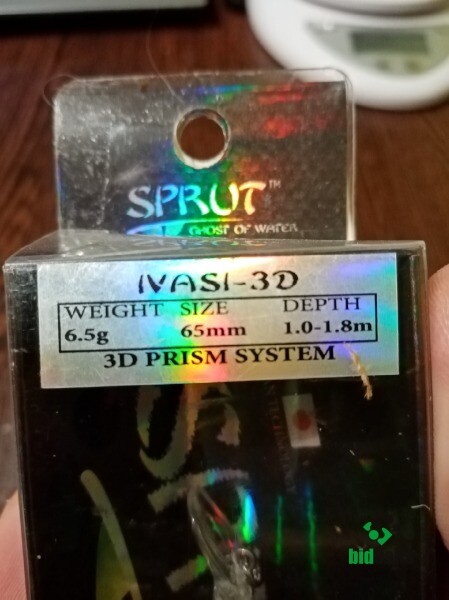 SPRUT™
GHOST OF WATER
IVASI-3D
WEIGHT SIZE DEPTH
6.5g 65mm 1.0-1.8m
3D PRISM SYSTEM
bid